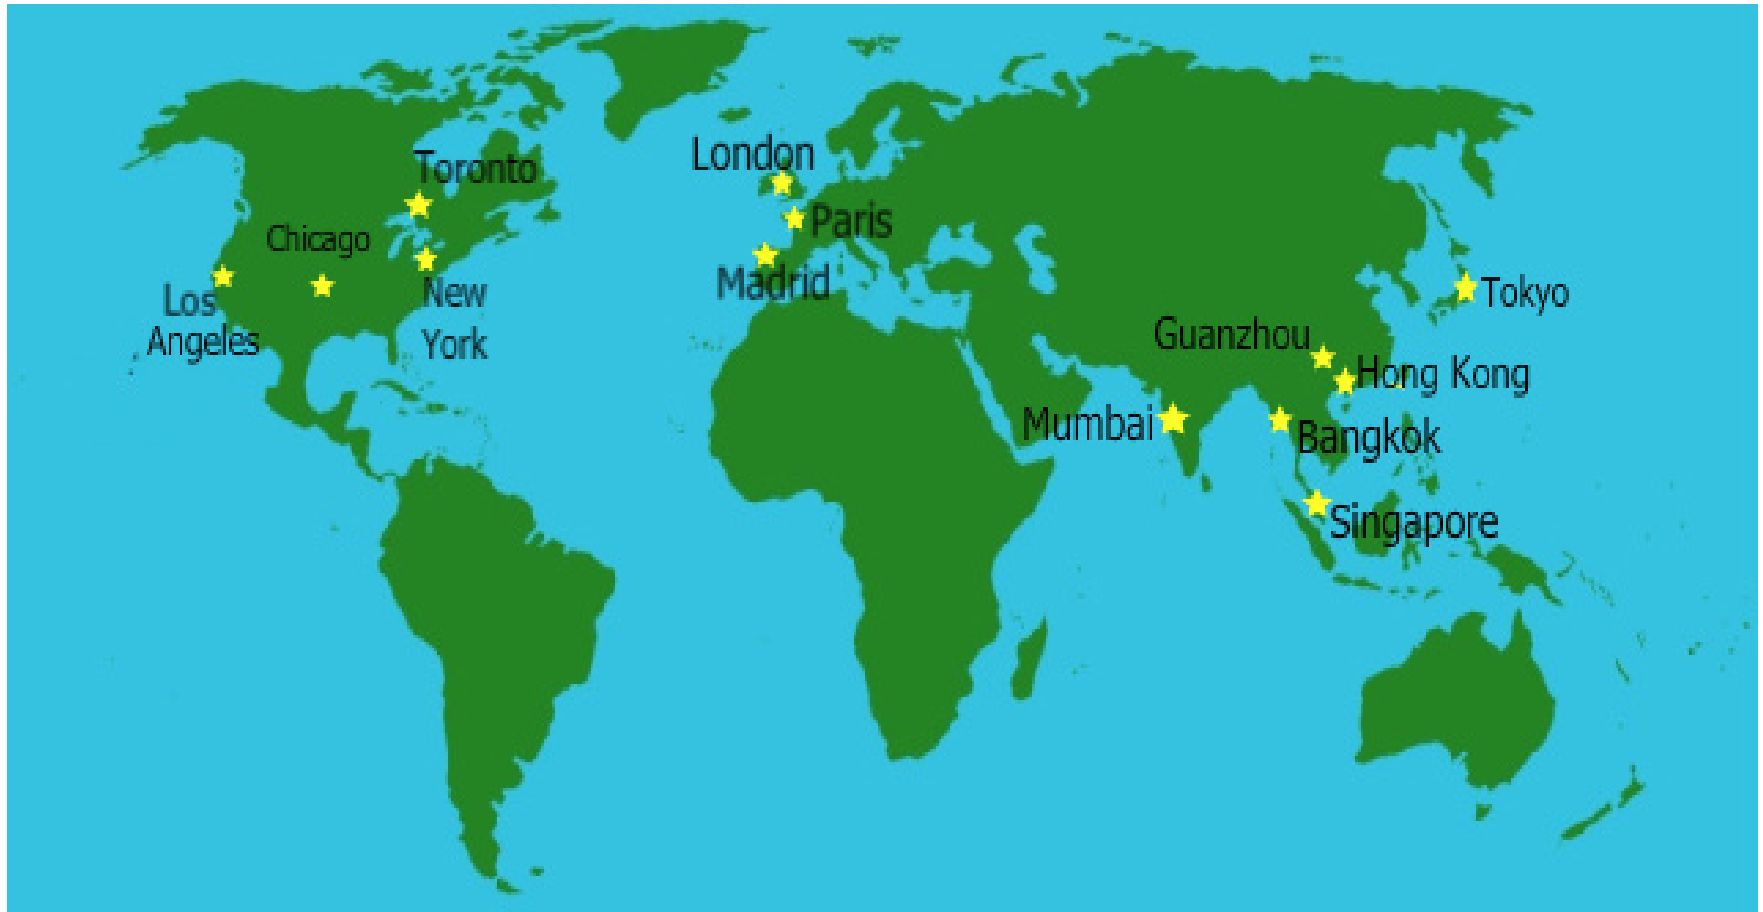 London
Toronto
Paris
Chicago
Madrid
New
York
Los
Angeles
Tokyo
Guanzhou
Hong Kong
Mumbai
Bangkok
Singapore